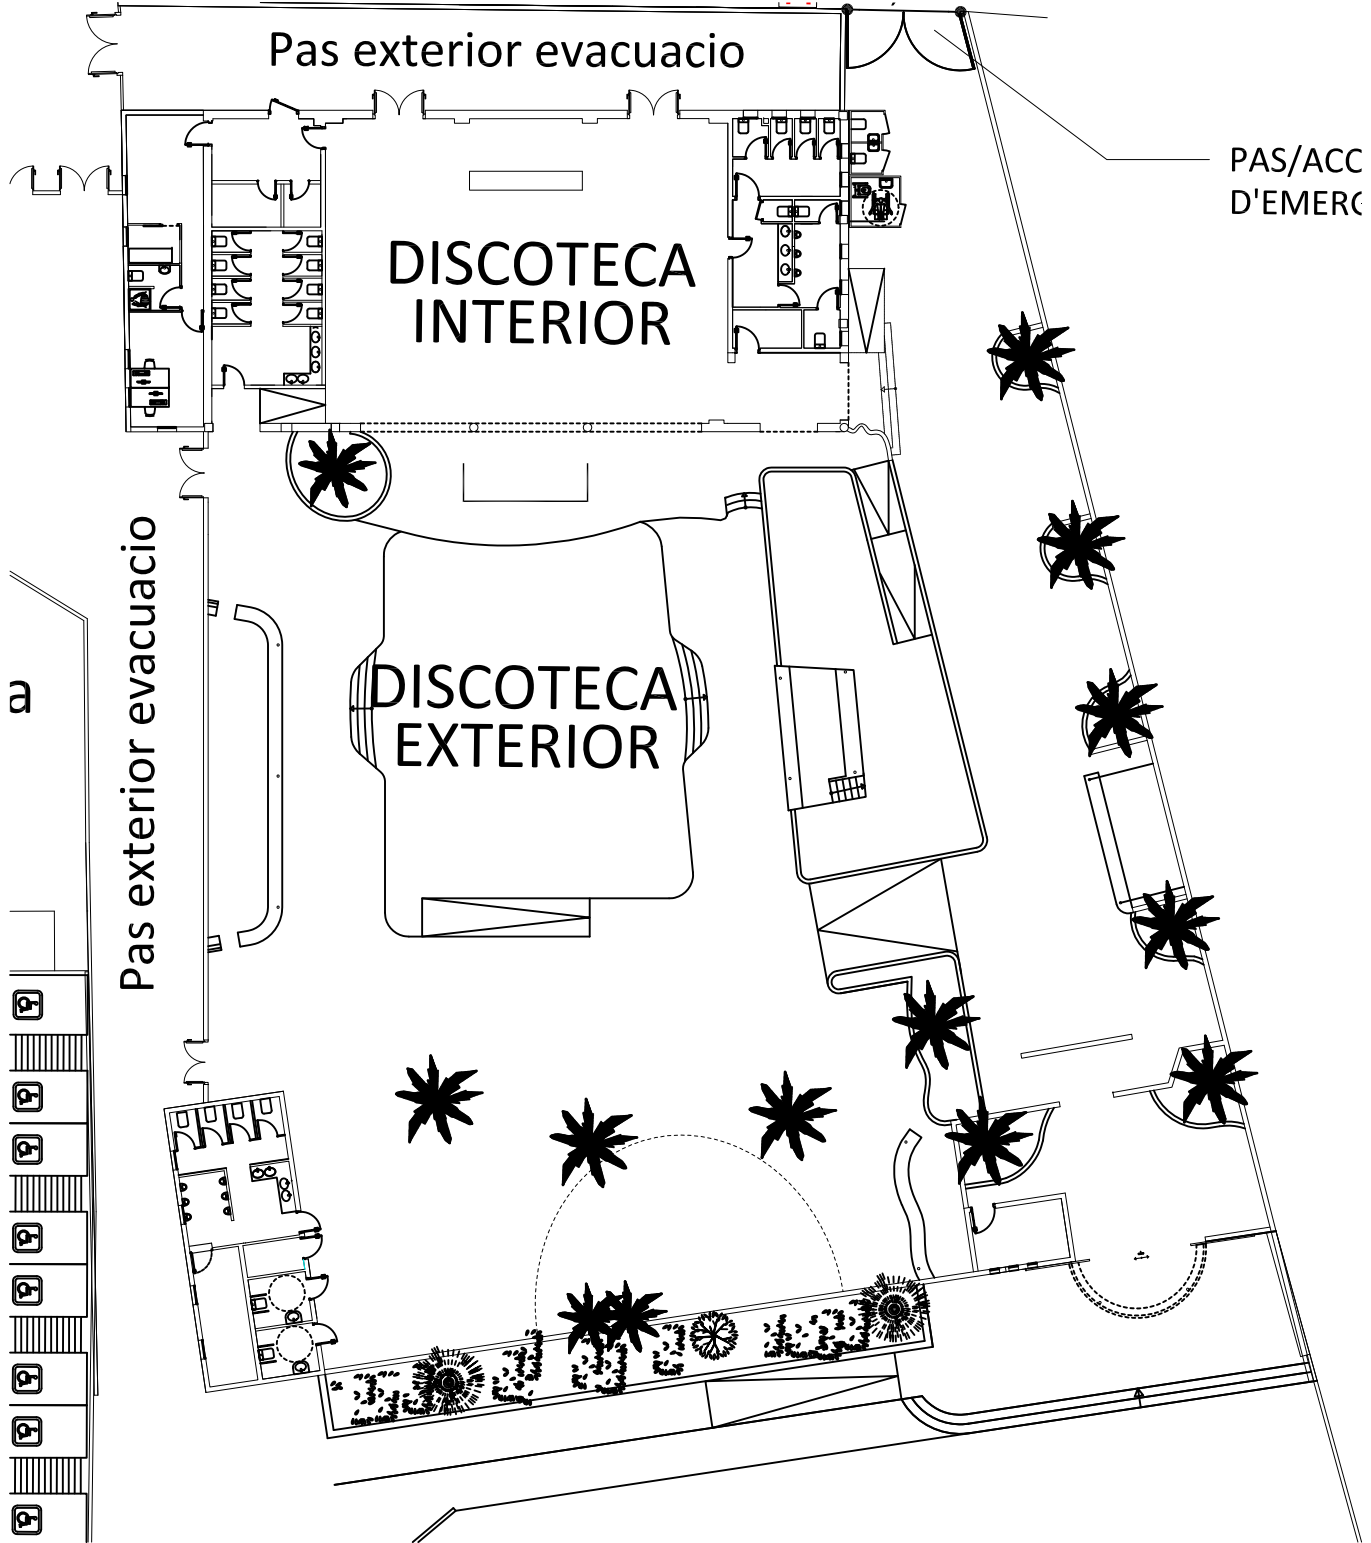 Pas exterior evacuacio
PAS/ACC
D'EMERG
DISCOTECA
INTERIOR
Pas exterior evacuacio
a
DISCOTECA
EXTERIOR